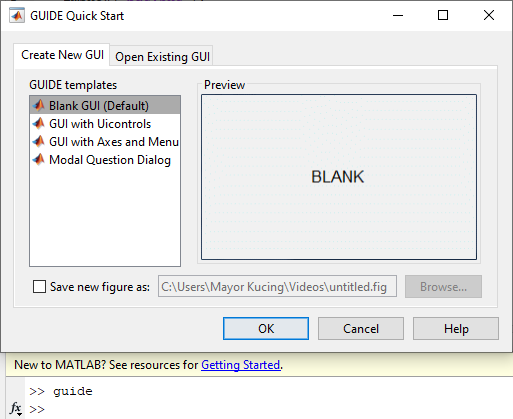 GUIDE Quick Start
Create New GUI
Open Existing GUI
GUIDE templates
Preview
Blank GUI (Default)
GUI with Uicontrols
GUI with Axes and Menu
Modal Question Dialog
BLANK
Save new figure as:
C:\Users\Mayor Kucing\Videos\untitled.fig
Browse...
OK
Cancel
Help
New to MATLAB? See resources for Getting Started.
>> guide
fx >>